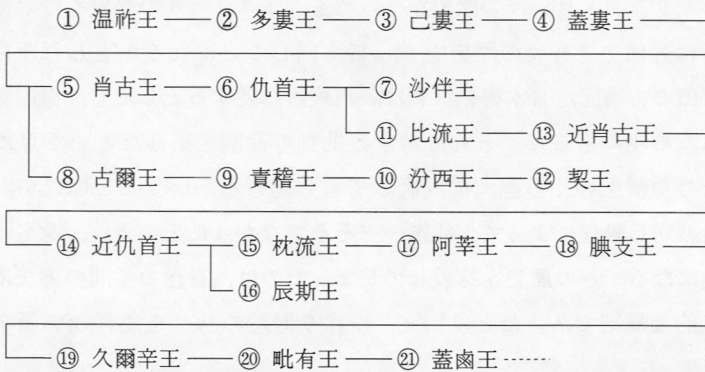 ① 温祚王 ② 多婁王 ③ 己婁王 ④ 蓋婁王
⑤ 肖古王 ⑥ 仇首王 ⑦ 沙伴王
⑪ 比流王 ⑬ 近肖古王
⑧ 古爾王 ⑨ 責稽王 ⑩ 汾西王 ⑫ 契王
⑭ 近仇首王 ⑮ 枕流王 ⑰ 阿莘王 ⑱ 腆支王
⑯ 辰斯王
⑲ 久爾辛王 ⑳ 毗有王 ㉑ 蓋鹵王